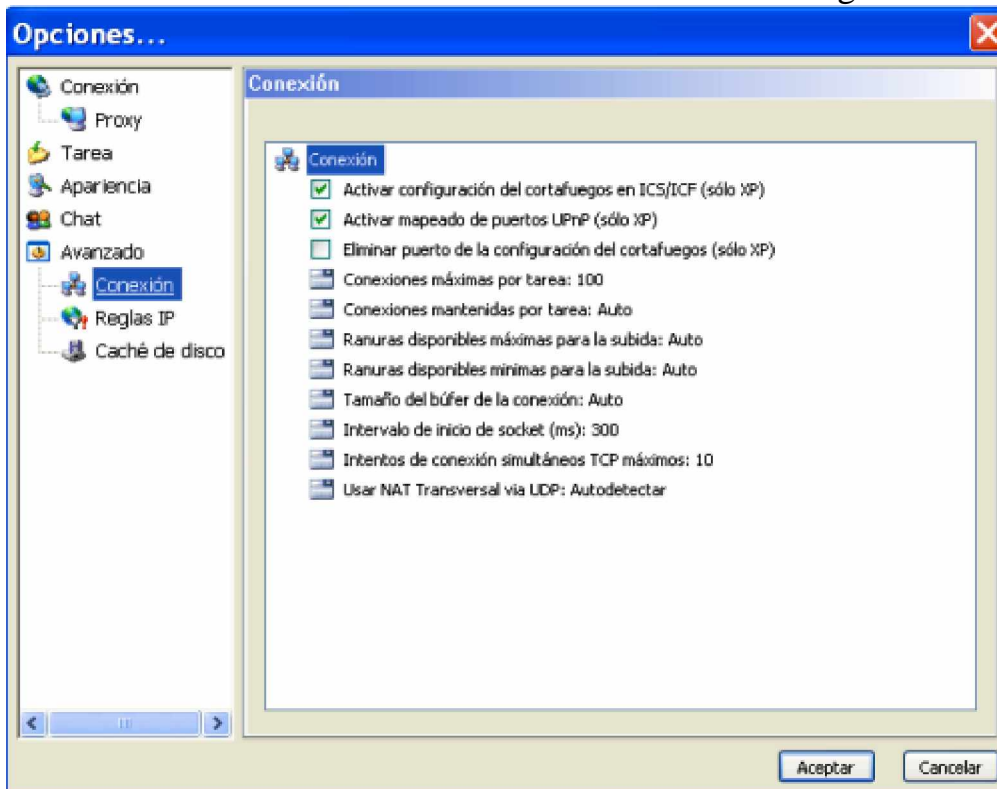 Opciones...
Conexión
Proxy
Tarea
Apariencia
Chat
Avanzado
Conexión
Reglas IP
Caché de disco
Conexión
Conexión
Activar configuración del cortafuegos en ICS/ICF (sólo XP)
Activar mapeado de puertos UPnP (sólo XP)
Eliminar puerto de la configuración del cortafuegos (sólo XP)
Conexiones máximas por tarea: 100
Conexiones mantenidas por tarea: Auto
Ranuras disponibles máximas para la subida: Auto
Ranuras disponibles minimas para la subida: Auto
Tamaño del búfer de la conexión: Auto
Intervalo de inicio de socket (ms): 300
Intentos de conexión simultáneos TCP máximos: 10
Usar NAT Transversal via UDP: Autodetectar
Aceptar
Cancelar